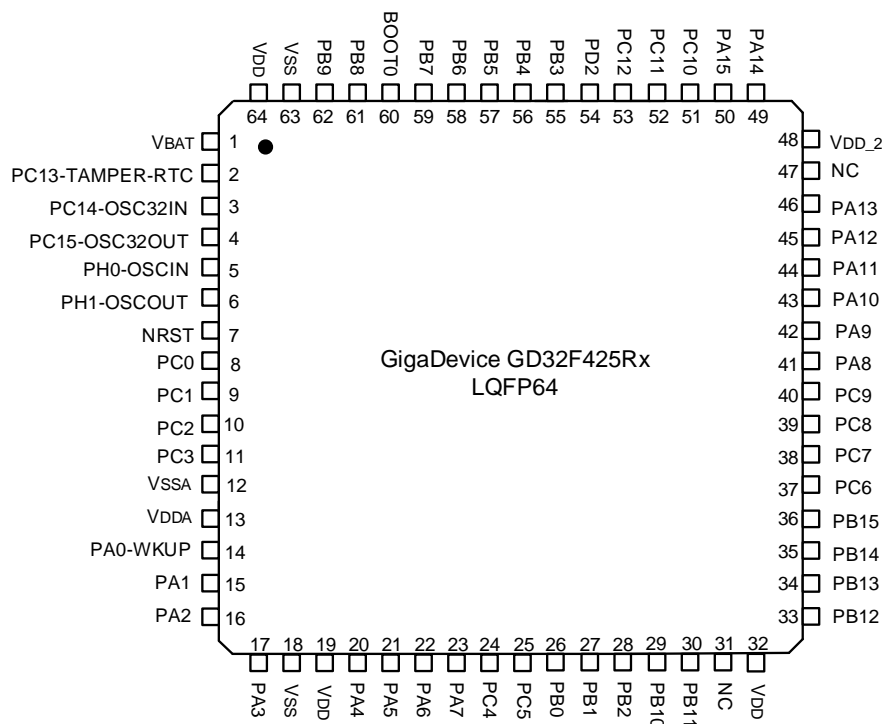 VDD VSS PB9 PB8 BOOT0 PB7 PB6 PB5 PB4 PB3 PD2 PC12 PC11 PC10 PA15 PA14
64 63 62 61 60 59 58 57 56 55 54 53 52 51 50 49
VBAT 1 48 VDD_2
PC13-TAMPER-RTC 2 47 NC
PC14-OSC32IN 3 46 PA13
PC15-OSC32OUT 4 45 PA12
PH0-OSCIN 5 44 PA11
PH1-OSCOUT 6 43 PA10
NRST 7 42 PA9
GigaDevice GD32F425Rx
PC0 8 41 PA8
LQFP64
PC1 9 40 PC9
PC2 10 39 PC8
PC3 11 38 PC7
VSSA 12 37 PC6
VDDA 13 36 PB15
PA0-WKUP 14 35 PB14
PA1 15 34 PB13
PA2 16 33 PB12
17 18 19 20 21 22 23 24 25 26 27 28 29 30 31 32
PA3 VSS VDD PA4 PA5 PA6 PA7 PC4 PC5 PB0 PB1 PB2 PB10 PB11 NC VDD